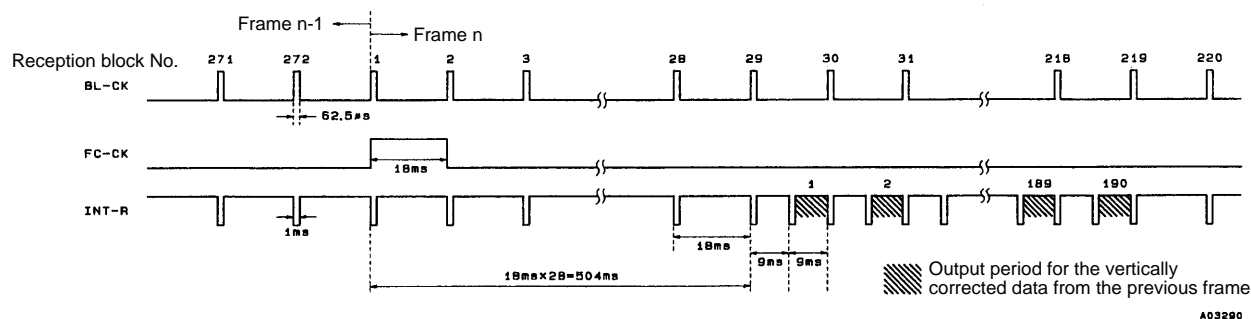 Frame n-1
Frame n
Reception block No.
271 272 1 2 3 28 29 30 31 218 219 220
BL-CK
62.5µs
FC-CK
18ms
1 2 189 190
INT-R
1ms
18ms
9ms 9ms
18ms×28=504ms
Output period for the vertically
corrected data from the previous frame
A03290